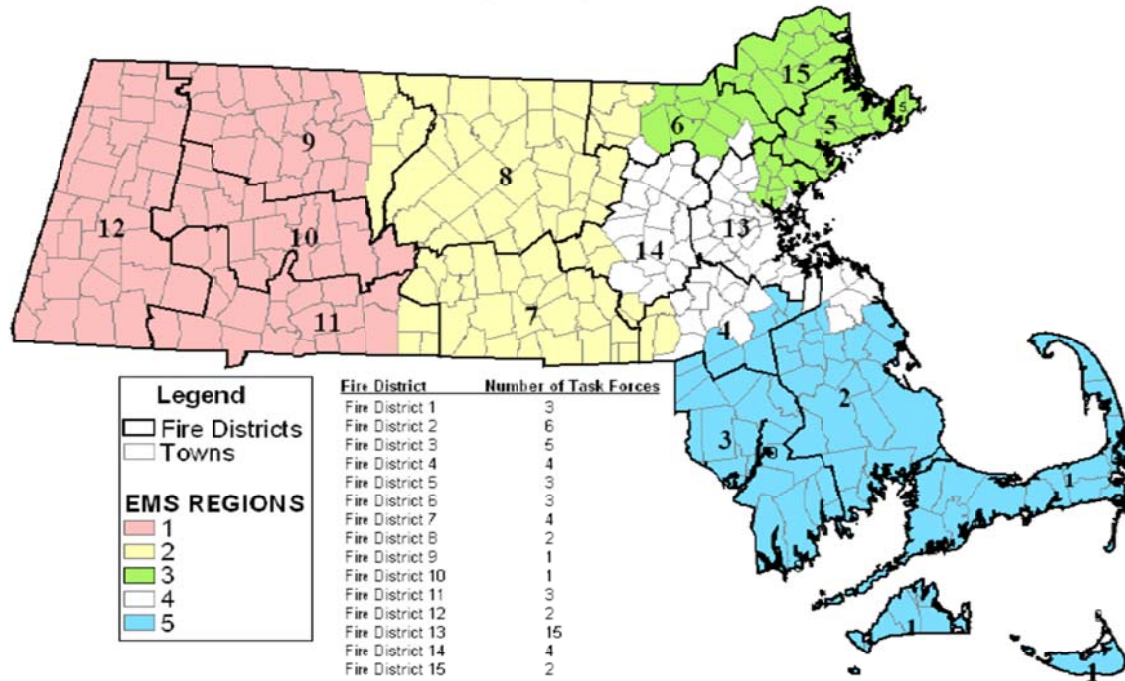 15
6
5
5
9
8
12
10
14
13
11
7
4
2
3
1
1
1
Legend
Fire Districts
Towns
EMS REGIONS
1
2
3
4
5
Fire District Number of Task Forces
Fire District 1 3
Fire District 2 6
Fire District 3 5
Fire District 4 4
Fire District 5 3
Fire District 6 3
Fire District 7 4
Fire District 8 2
Fire District 9 1
Fire District 10 1
Fire District 11 3
Fire District 12 2
Fire District 13 15
Fire District 14 4
Fire District 15 2